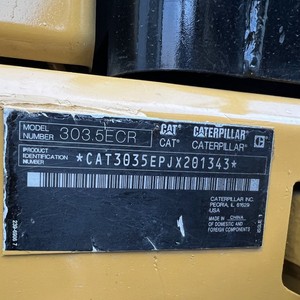 MODEL NUMBER 303.5ECR CAT CATERPILLAR
CAT CATERPILLAR
PRODUCT IDENTIFICATION NUMBER *CAT3035EPJX201343*
CATERPILLAR INC.
PEORIA, IL 61629
USA
MADE IN CHINA
OF DOMESTIC AND
FOREIGN COMPONENTS